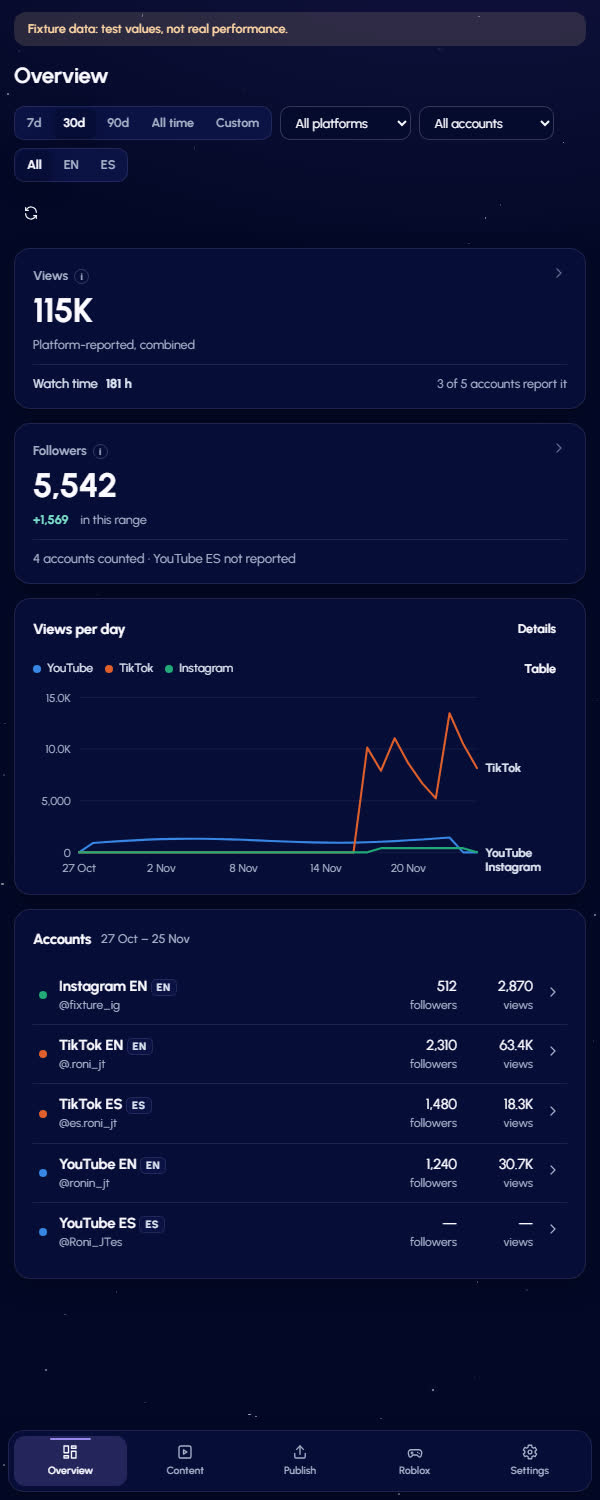 Fixture data: test values, not real performance.
Overview
7d 30d 90d All time Custom All platforms All accounts
All EN ES
Views i
115K
Platform-reported, combined
Watch time 181 h 3 of 5 accounts report it
Followers i
5,542
+1,569 in this range
4 accounts counted · YouTube ES not reported
Views per day Details
YouTube TikTok Instagram Table
15.0K
10.0K
TikTok
5,000
0 YouTube
Instagram
27 Oct 2 Nov 8 Nov 14 Nov 20 Nov
Accounts 27 Oct – 25 Nov
Instagram EN EN 512 2,870
@fixture_ig followers views
TikTok EN EN 2,310 63.4K
@.roni_jt followers views
TikTok ES ES 1,480 18.3K
@es.roni_jt followers views
YouTube EN EN 1,240 30.7K
@ronin_jt followers views
YouTube ES ES — —
@Roni_JTes followers views
Overview Content Publish Roblox Settings